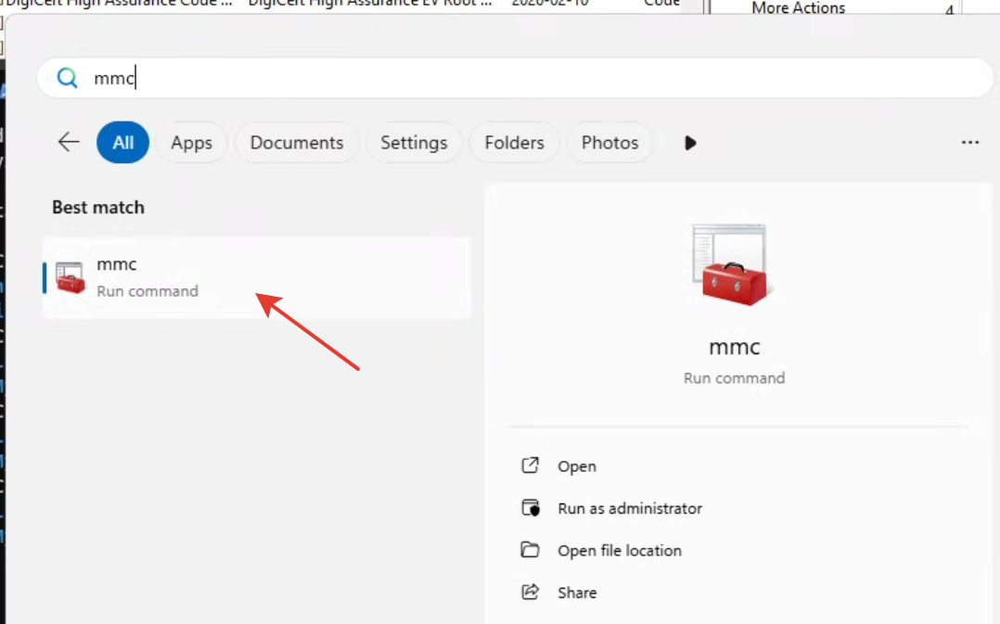 DigiCert High Assurance Code ... DigiCert High Assurance EV Root ... 2026-02-10 Code
More Actions
mmc
All Apps Documents Settings Folders Photos ...
Best match
mmc
Run command
mmc
Run command
Open
Run as administrator
Open file location
Share